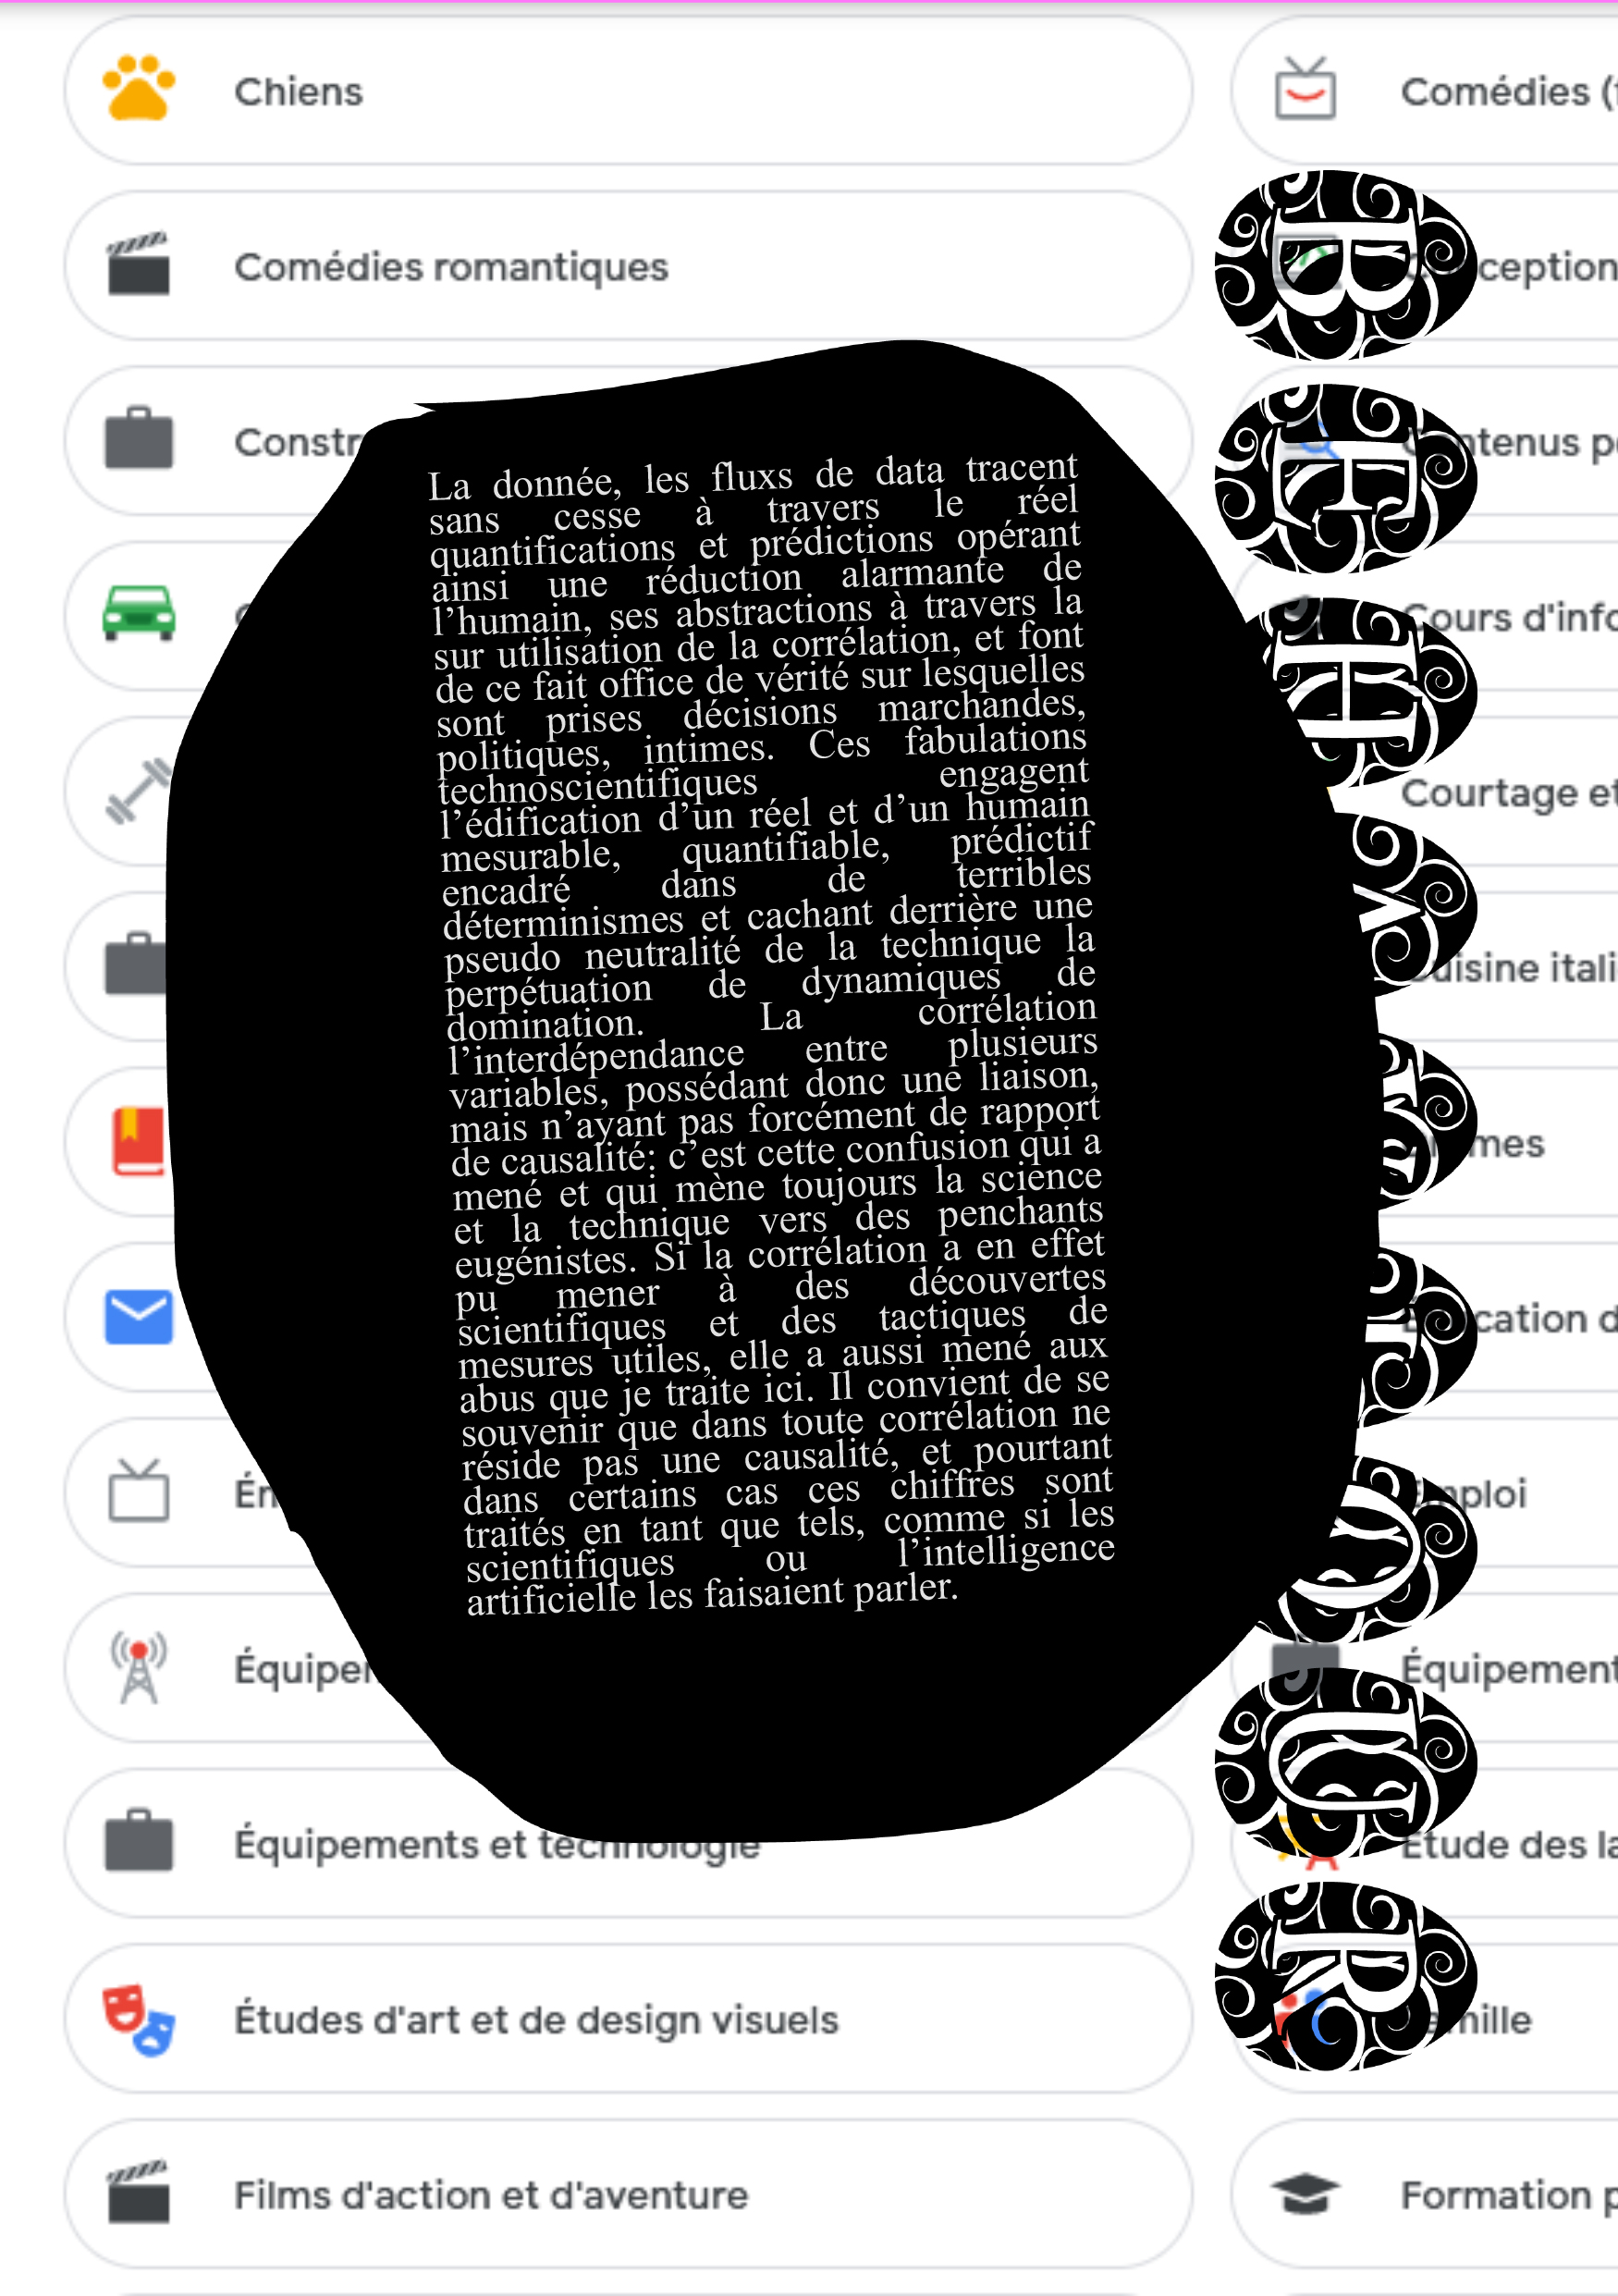 Chiens
Comédies (
Comédies romantiques
ception
Constr
ntenus p
Cours d'info
Courtage et
uisine itali
mes
cation d
Ém
Emploi
Équiper
Équipement
Équipements et technologie
Étude des la
Études d'art et de design visuels
mille
Films d'action et d'aventure
Formation p
La donnée, les fluxs de data tracent
sans cesse à travers le réel
quantifications et prédictions opérant
ainsi une réduction alarmante de
l’humain, ses abstractions à travers la
sur utilisation de la corrélation, et font
de ce fait office de vérité sur lesquelles
sont prises décisions marchandes,
politiques, intimes. Ces fabulations
technoscientifiques engagent
l’édification d’un réel et d’un humain
mesurable, quantifiable, prédictif
encadré dans de terribles
déterminismes et cachant derrière une
pseudo neutralité de la technique la
perpétuation de dynamiques de
domination. La corrélation
l’interdépendance entre plusieurs
variables, possédant donc une liaison,
mais n’ayant pas forcément de rapport
de causalité: c’est cette confusion qui a
mené et qui mène toujours la science
et la technique vers des penchants
eugénistes. Si la corrélation a en effet
pu mener à des découvertes
scientifiques et des tactiques de
mesures utiles, elle a aussi mené aux
abus que je traite ici. Il convient de se
souvenir que dans toute corrélation ne
réside pas une causalité, et pourtant
dans certains cas ces chiffres sont
traités en tant que tels, comme si les
scientifiques ou l’intelligence
artificielle les faisaient parler.